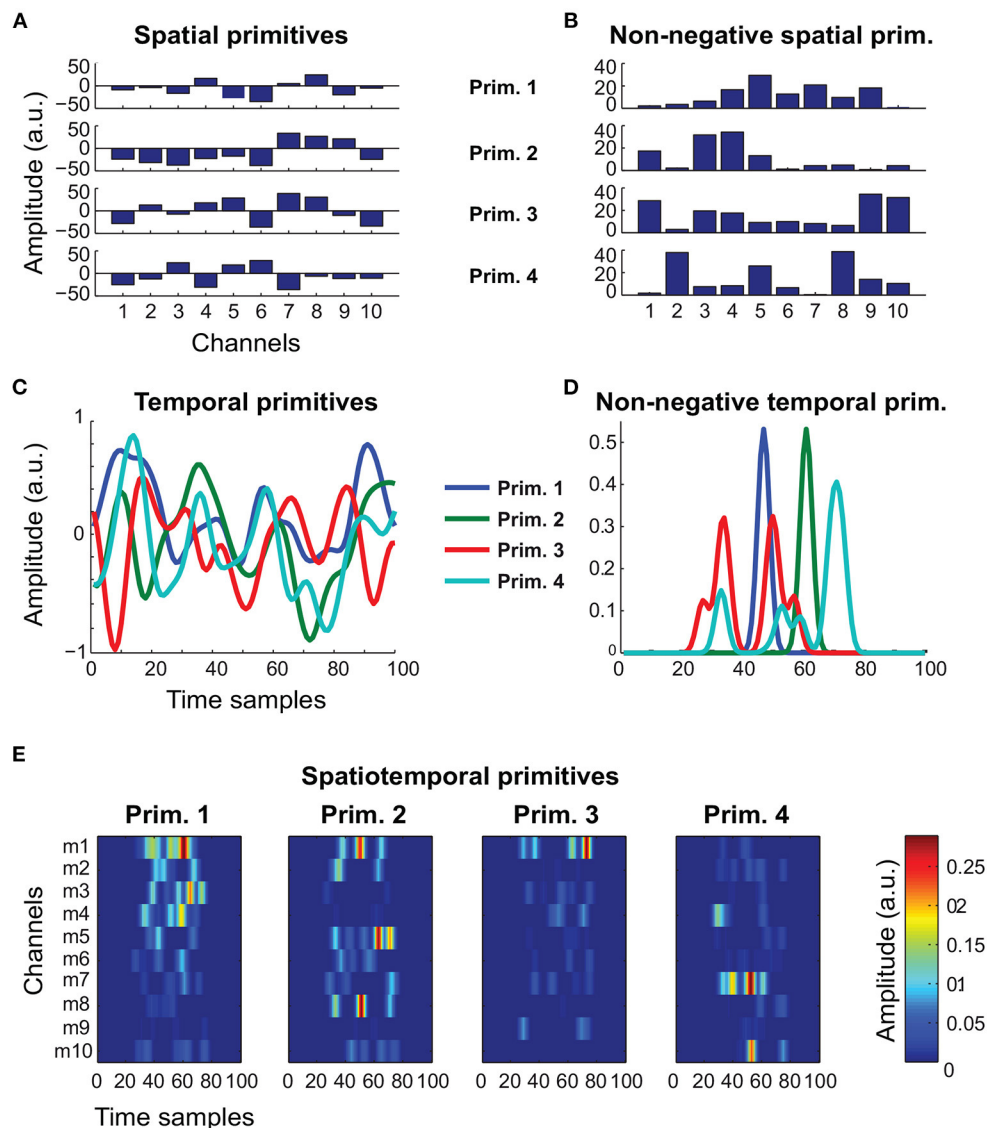 A
Spatial primitives
B
Non-negative spatial prim.
Amplitude (a.u.)
50
0
−50
50
0
−50
50
0
−50
50
0
−50
1 2 3 4 5 6 7 8 9 10
Channels
Prim. 1
Prim. 2
Prim. 3
Prim. 4
40
20
0
40
20
0
40
20
0
40
20
0
1 2 3 4 5 6 7 8 9 10
C
Temporal primitives
D
Non-negative temporal prim.
Amplitude (a.u.)
1
0
−1
0 20 40 60 80 100
Time samples
Prim. 1
Prim. 2
Prim. 3
Prim. 4
0.5
0.4
0.3
0.2
0.1
0
0 20 40 60 80 100
E
Spatiotemporal primitives
Prim. 1 Prim. 2 Prim. 3 Prim. 4
Channels
m1
m2
m3
m4
m5
m6
m7
m8
m9
m10
0 20 40 60 80 100 0 20 40 60 80 100 0 20 40 60 80 100 0 20 40 60 80 100
Time samples
Amplitude (a.u.)
0.25
02
0.15
01
0.05
0